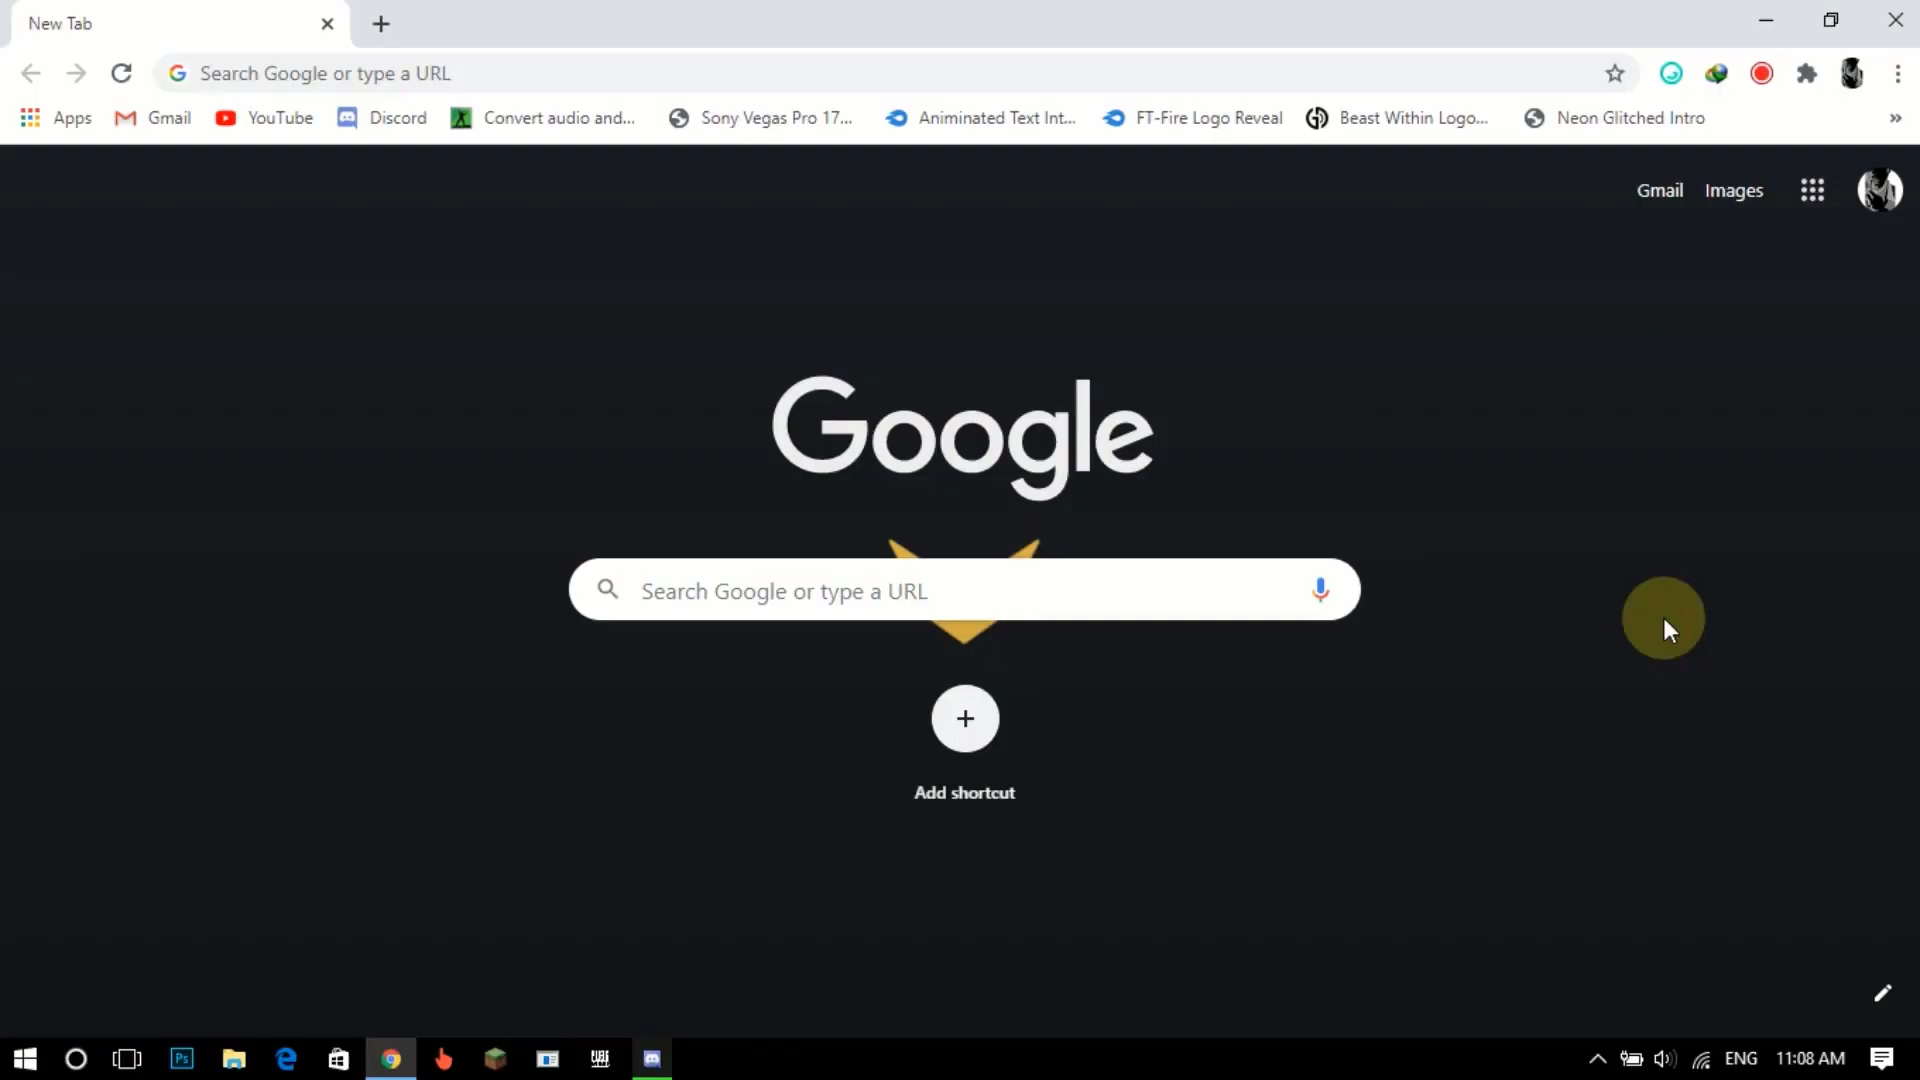 New Tab
Search Google or type a URL
Apps Gmail YouTube Discord Convert audio and... Sony Vegas Pro 17... Animinated Text Int... FT-Fire Logo Reveal Beast Within Logo... Neon Glitched Intro »
Gmail Images
Google
Search Google or type a URL
Add shortcut
Ps ENG 11:08 AM